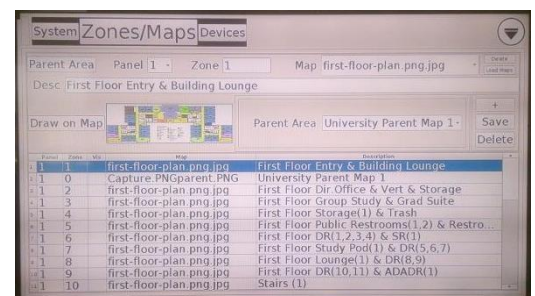 System Zones/Maps Devices
Parent Area Panel 1 Zone 1 Map first-floor-plan.png.jpg Delete
Load Maps
Desc First Floor Entry & Building Lounge
+
Draw on Map Parent Area University Parent Map 1 Save
Delete
Panel Zone Viz Map Description
1 1 first-floor-plan.png.jpg First Floor Entry & Building Lounge
1 0 Capture.PNGparent.PNG University Parent Map 1
1 2 first-floor-plan.png.jpg First Floor Dir.Office & Vert & Storage
1 3 first-floor-plan.png.jpg First Floor Group Study & Grad Suite
1 4 first-floor-plan.png.jpg First Floor Storage(1) & Trash
1 5 first-floor-plan.png.jpg First Floor Public Restrooms(1,2) & Restro...
1 6 first-floor-plan.png.jpg First Floor DR(1,2,3,4) & SR(1)
1 7 first-floor-plan.png.jpg First Floor Study Pod(1) & DR(5,6,7)
1 8 first-floor-plan.png.jpg First Floor Lounge(1) & DR(8,9)
1 9 first-floor-plan.png.jpg First Floor DR(10,11) & ADADR(1)
1 10 first-floor-plan.png.jpg Stairs (1)